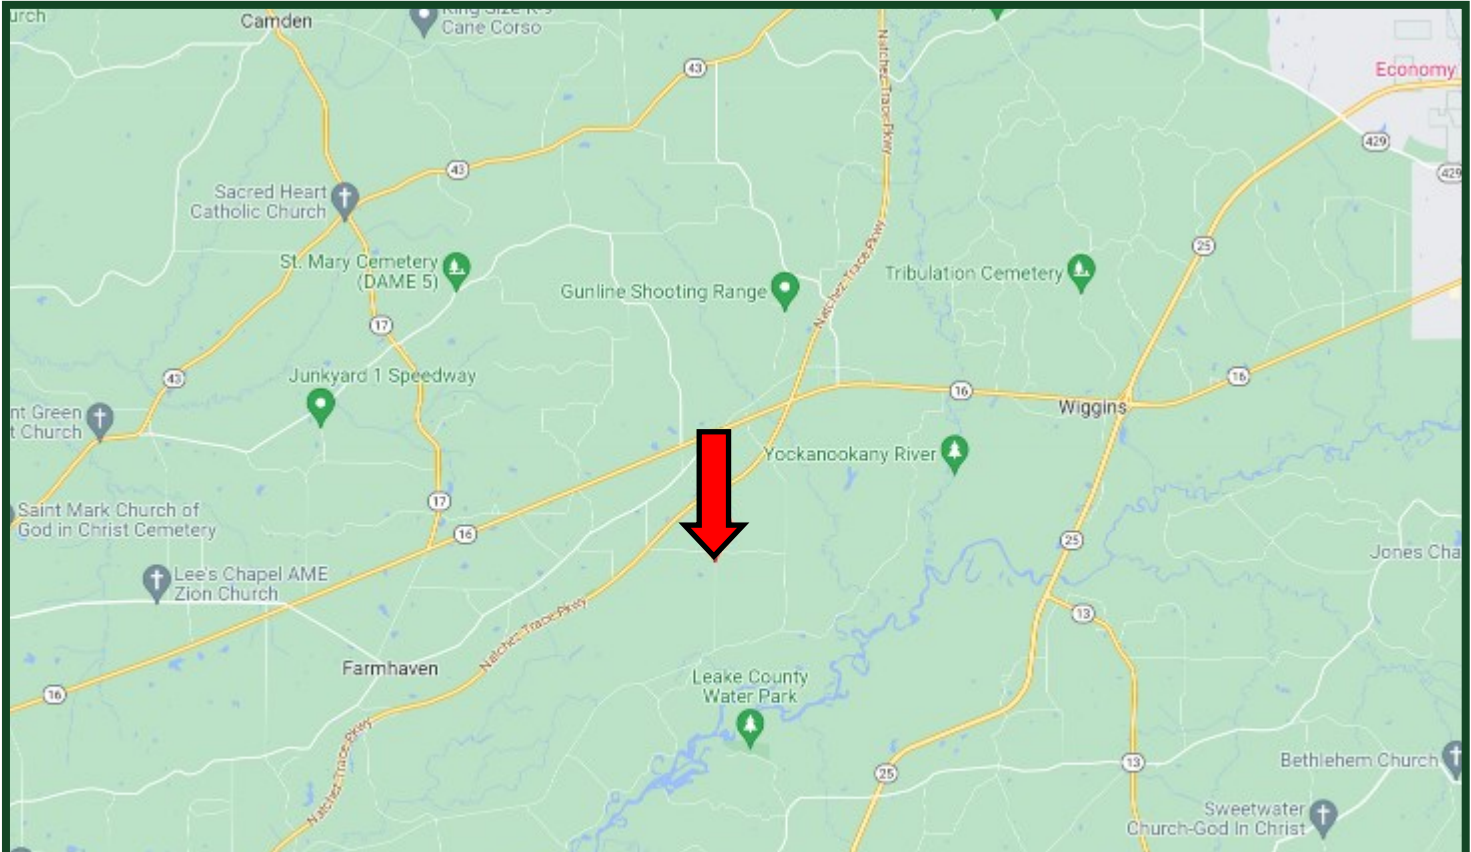 urch
Camden
Cane Corso
43
Natchez Trace Pkwy
Economy
429
429
43
Sacred Heart
Catholic Church
25
St. Mary Cemetery
(DAME 5)
Gunline Shooting Range
Natchez Trace Pkwy
Tribulation Cemetery
17
43
Junkyard 1 Speedway
16
16
Wiggins
nt Green
t Church
Yockanookany River
17
Saint Mark Church of
God in Christ Cemetery
16
25
Jones Cha
Lee's Chapel AME
Zion Church
13
Natchez Trace Pkwy
Farmhaven
16
Leake County
Water Park
Natchez Trace Pkwy
25
13
Bethlehem Church
Sweetwater
Church-God In Christ